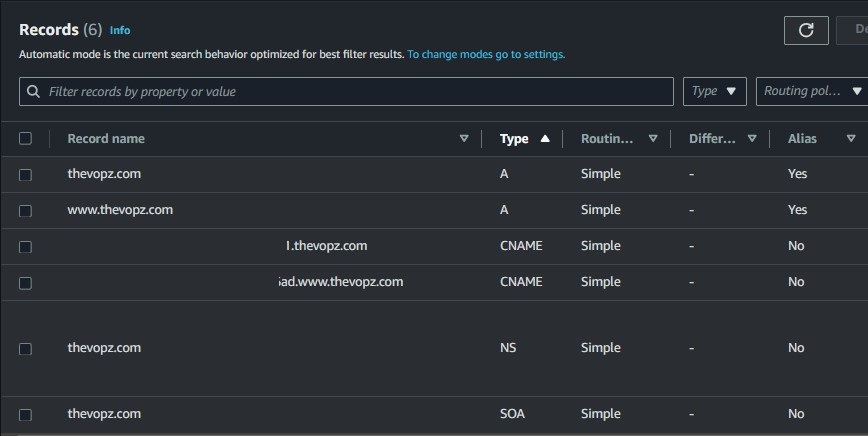 Records (6) Info
Automatic mode is the current search behavior optimized for best filter results. To change modes go to settings.
De
Filter records by property or value
Type
Routing pol...
Record name Type Routin... Differ... Alias
thevopz.com A Simple - Yes
www.thevopz.com A Simple - Yes
1.thevopz.com CNAME Simple - No
ad.www.thevopz.com CNAME Simple - No
thevopz.com NS Simple - No
thevopz.com SOA Simple - No